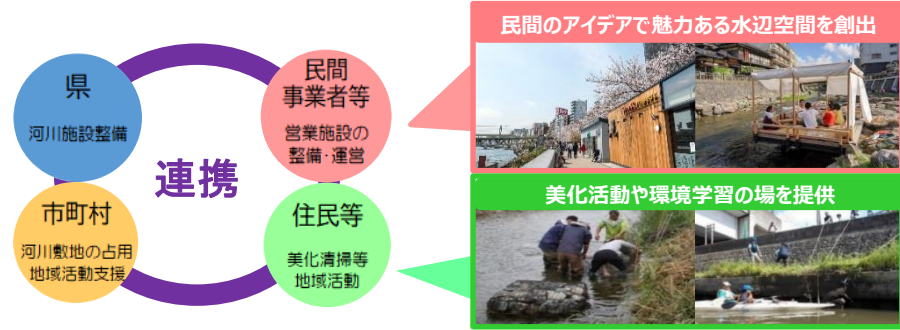 県
河川施設整備
民間
事業者等
営業施設の
整備・運営
連携
市町村
河川敷地の占用
地域活動支援
住民等
美化清掃等
地域活動
民間のアイデアで魅力ある水辺空間を創出
美化活動や環境学習の場を提供